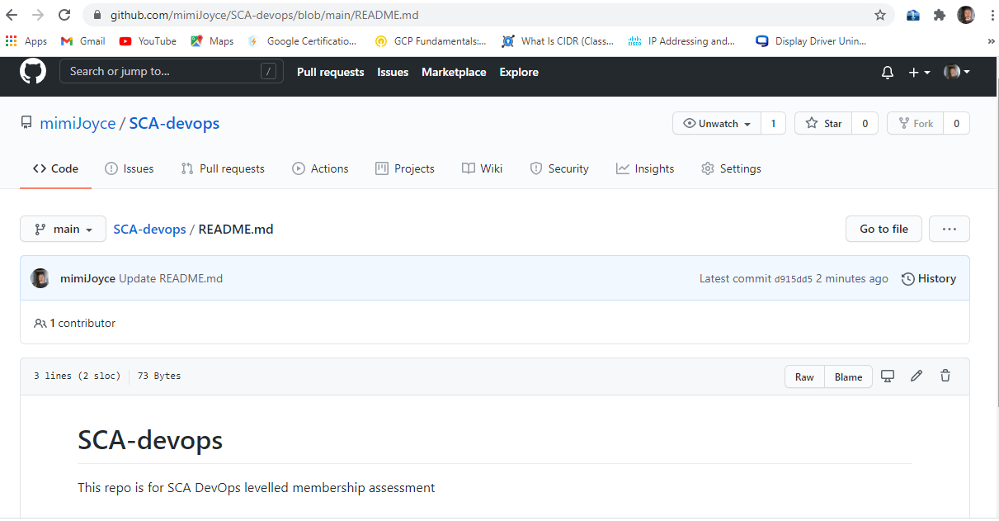 github.com/mimiJoyce/SCA-devops/blob/main/README.md
Apps Gmail YouTube Maps Google Certificatio... GCP Fundamentals:... What Is CIDR (Class... cisco IP Addressing and... Display Driver Unin... »
Search or jump to... / Pull requests Issues Marketplace Explore
mimiJoyce / SCA-devops Unwatch 1 Star 0 Fork 0
Code Issues Pull requests Actions Projects Wiki Security Insights Settings
main SCA-devops / README.md Go to file ...
mimiJoyce Update README.md Latest commit d915dd5 2 minutes ago History
1 contributor
3 lines (2 sloc) 73 Bytes Raw Blame
SCA-devops
This repo is for SCA DevOps levelled membership assessment